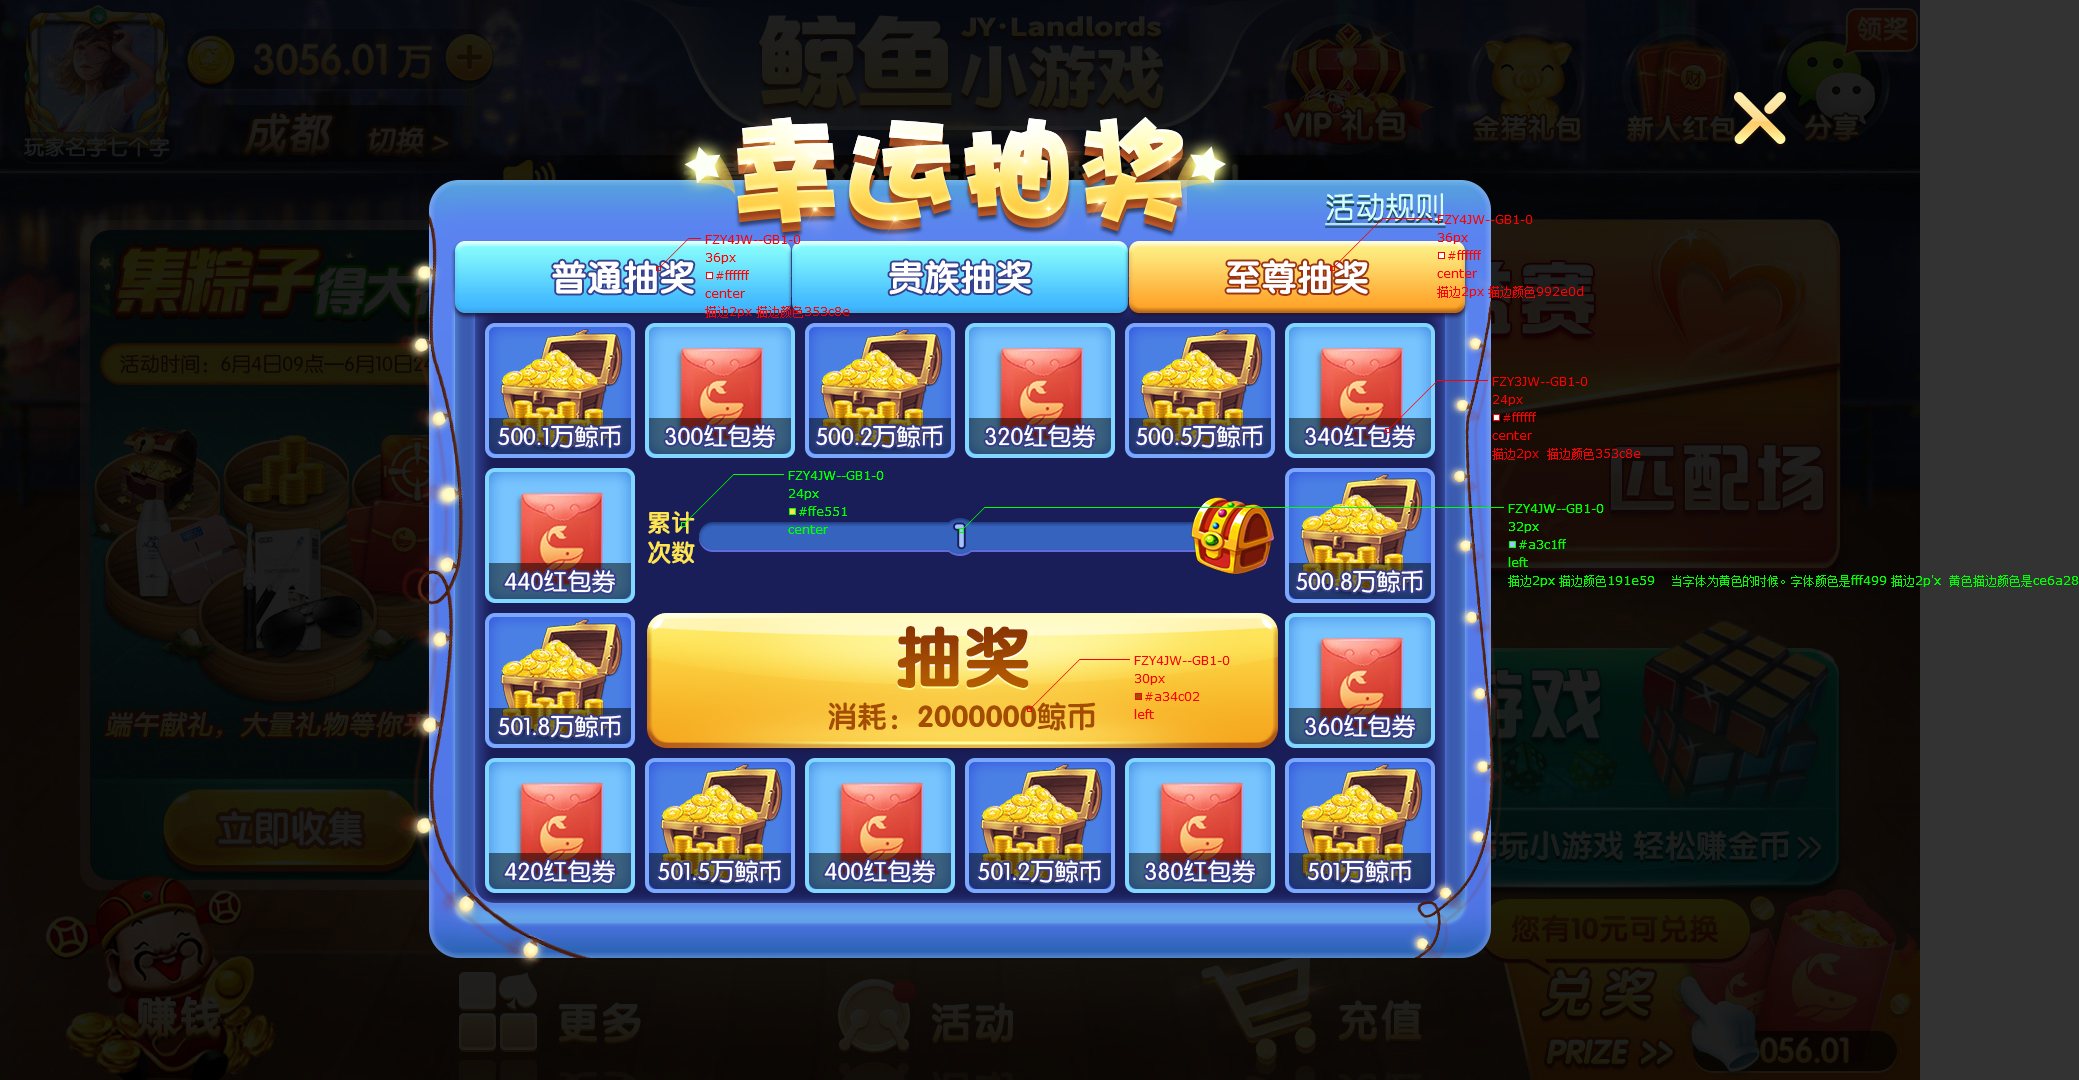 3056.01万
鲸鱼
JY·Landlords
小游戏
领奖
玩家名字七个字
成都
切换 >
VIP 礼包
金猪礼包
新人红包
分享
幸运抽奖
活动规则
普通抽奖
贵族抽奖
至尊抽奖
FZY4JW--GB1-0
36px
#ffffff
center
描边2px 描边颜色353c8e
FZY4JW--GB1-0
36px
#ffffff
center
描边2px 描边颜色992e0d
集粽子
活动时间：6月4日09点—6月10日24
500.1万鲸币
300红包券
500.2万鲸币
320红包券
500.5万鲸币
340红包券
FZY3JW--GB1-0
24px
#ffffff
center
描边2px 描边颜色353c8e
匹配场
440红包券
累计
次数
FZY4JW--GB1-0
24px
#ffe551
center
1
500.8万鲸币
FZY4JW--GB1-0
32px
#a3c1ff
left
描边2px 描边颜色191e59 当字体为黄色的时候。字体颜色是fff499 描边2p'x 黄色描边颜色是ce6a28
501.8万鲸币
抽奖
消耗：2000000鲸币
FZY4JW--GB1-0
30px
#a34c02
left
360红包券
端午献礼，大量礼物等你
立即收集
420红包券
501.5万鲸币
400红包券
501.2万鲸币
380红包券
501万鲸币
玩小游戏 轻松赚金币 >>
您有10元可兑换
赚钱
更多
活动
充值
兑奖
PRIZE >>
056.01